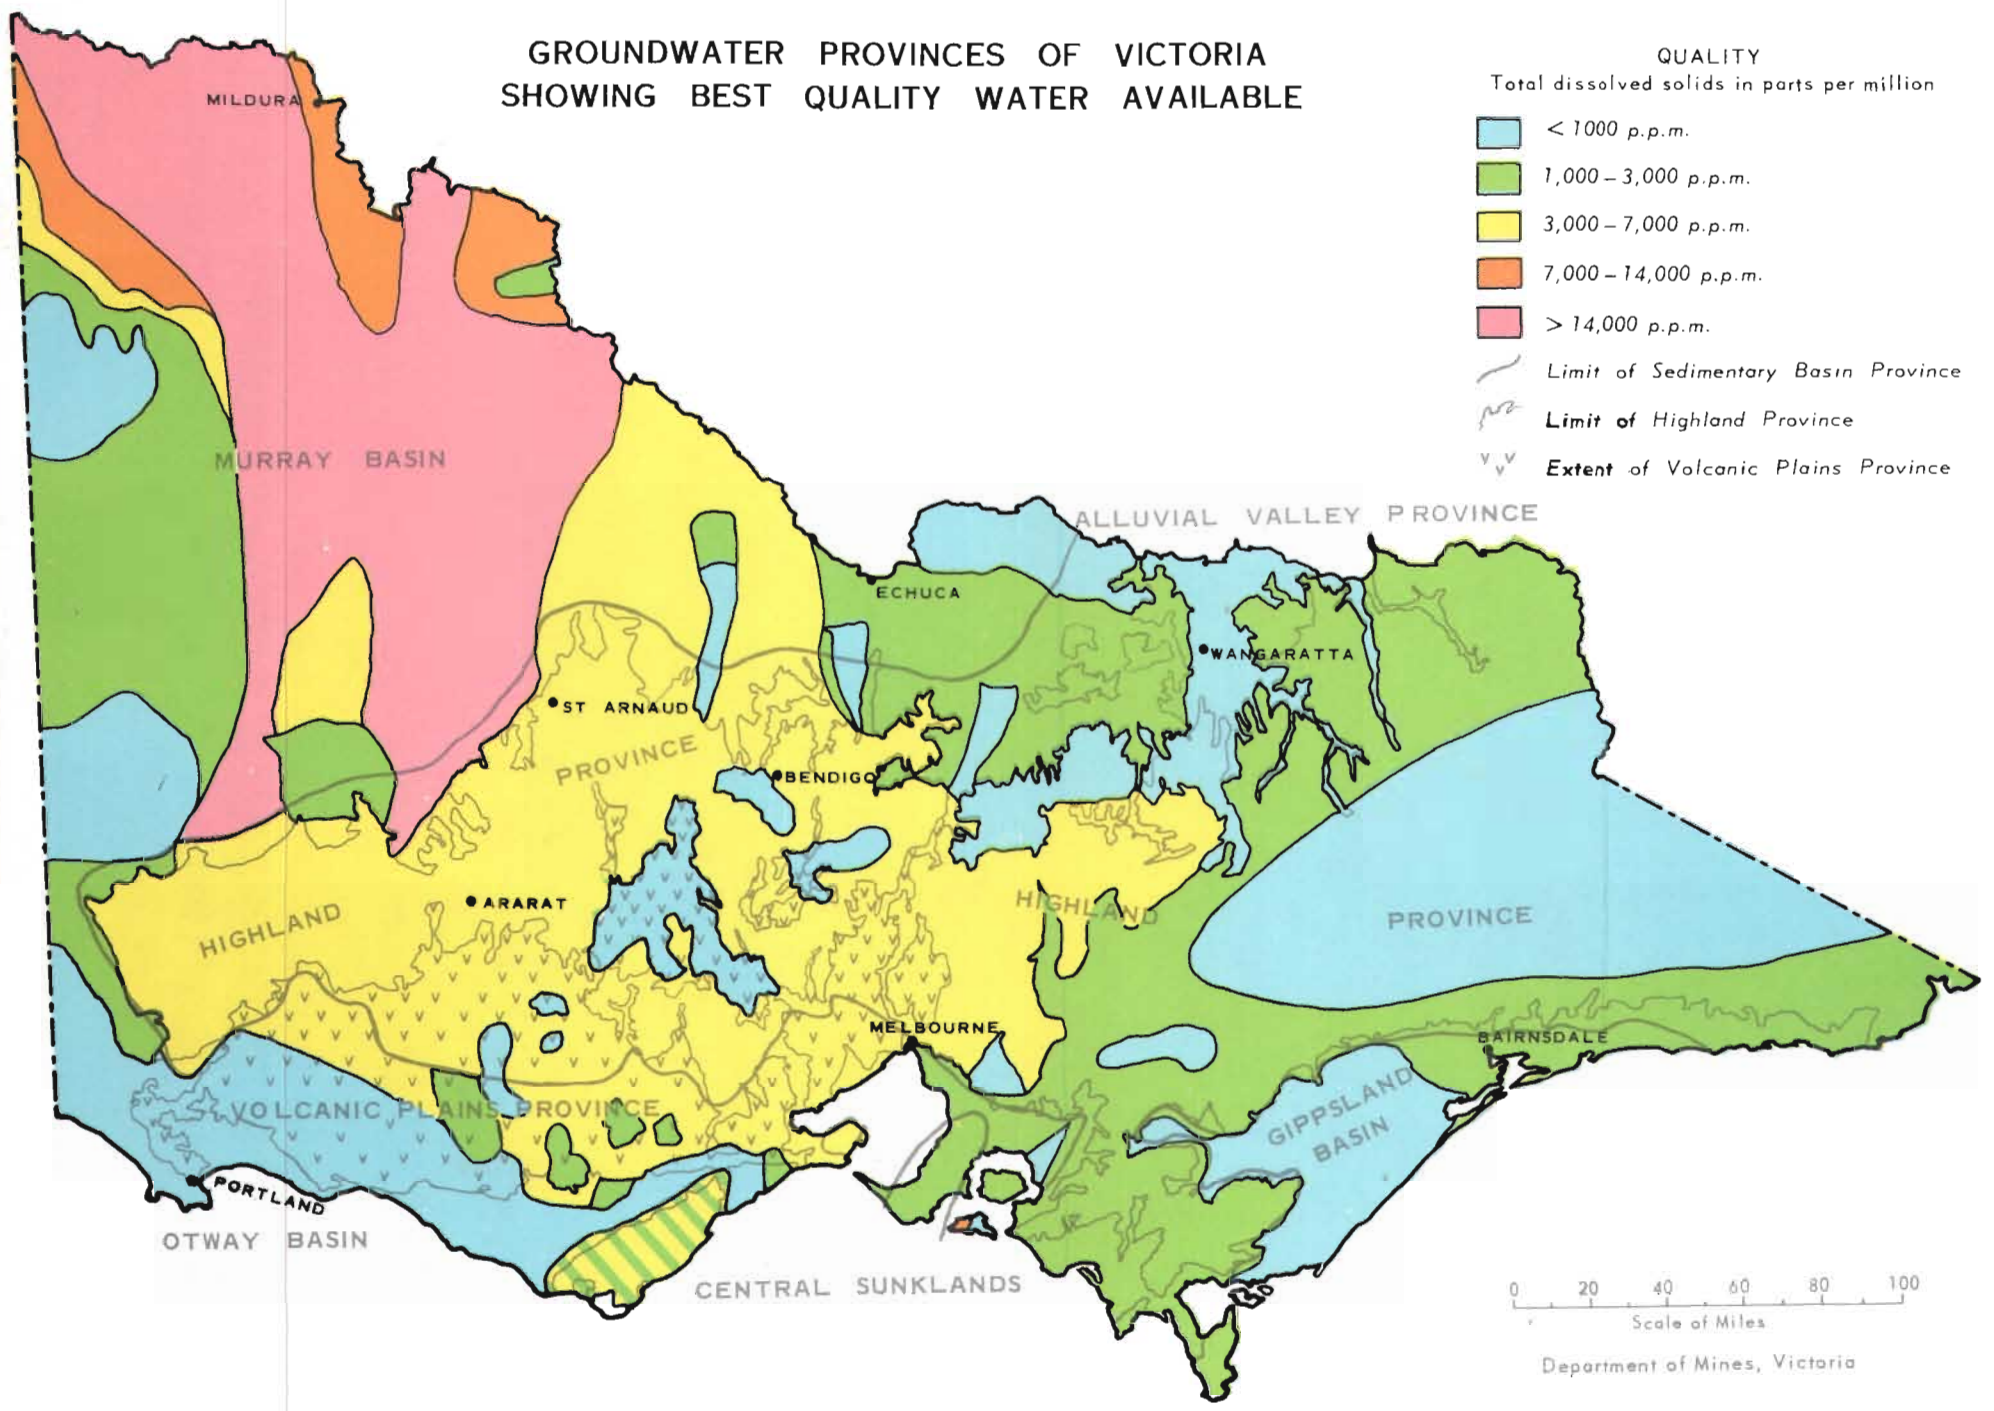 GROUNDWATER PROVINCES OF VICTORIA
SHOWING BEST QUALITY WATER AVAILABLE
QUALITY
Total dissolved solids in parts per million
< 1000 p.p.m.
1,000 – 3,000 p.p.m.
3,000 – 7,000 p.p.m.
7,000 – 14,000 p.p.m.
> 14,000 p.p.m.
Limit of Sedimentary Basin Province
Limit of Highland Province
Extent of Volcanic Plains Province
MILDURA
MURRAY BASIN
ALLUVIAL VALLEY PROVINCE
ECHUCA
WANGARATTA
ST ARNAUD
PROVINCE
BENDIGO
ARARAT
HIGHLAND
HIGHLAND
PROVINCE
MELBOURNE
BAIRNSDALE
VOLCANIC PLAINS PROVINCE
GIPPSLAND
BASIN
PORTLAND
OTWAY BASIN
CENTRAL SUNKLANDS
0 20 40 60 80 100
Scale of Miles
Department of Mines, Victoria